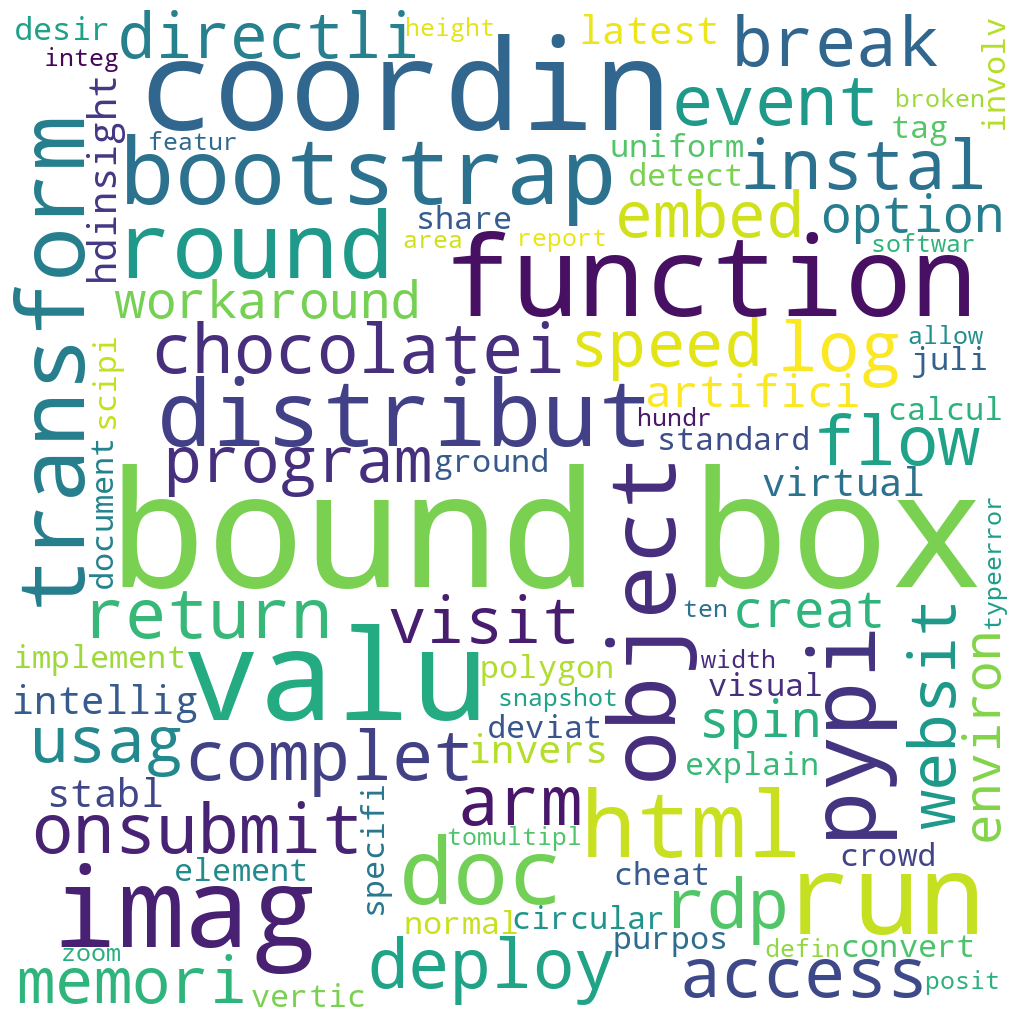 desir
directli
height
latest
break
involv
integ
coordin
event
broken
tag
hdinsight
featur
bootstrap
uniform
detect
instal
transform
share
embed
option
round
area
report
softwar
function
workaround
chocolatei
speed
log
allow
juli
scipi
artifici
distribut
hundr
calcul
standard
flow
program
ground
document
virtual
bound box
object
typeerror
return
visit
ten
creat
pypi
websit
environ
implement
valu
polygon
width
intellig
snapshot
visual
usag
deviat
spin
complet
invers
explain
stabl
specifi
arm
html
onsubmit
tomultipl
crowd
element
doc
cheat
run
imag
normal
circular
rdp
purpos
zoom
defin
convert
memori
vertic
deploy
access
posit